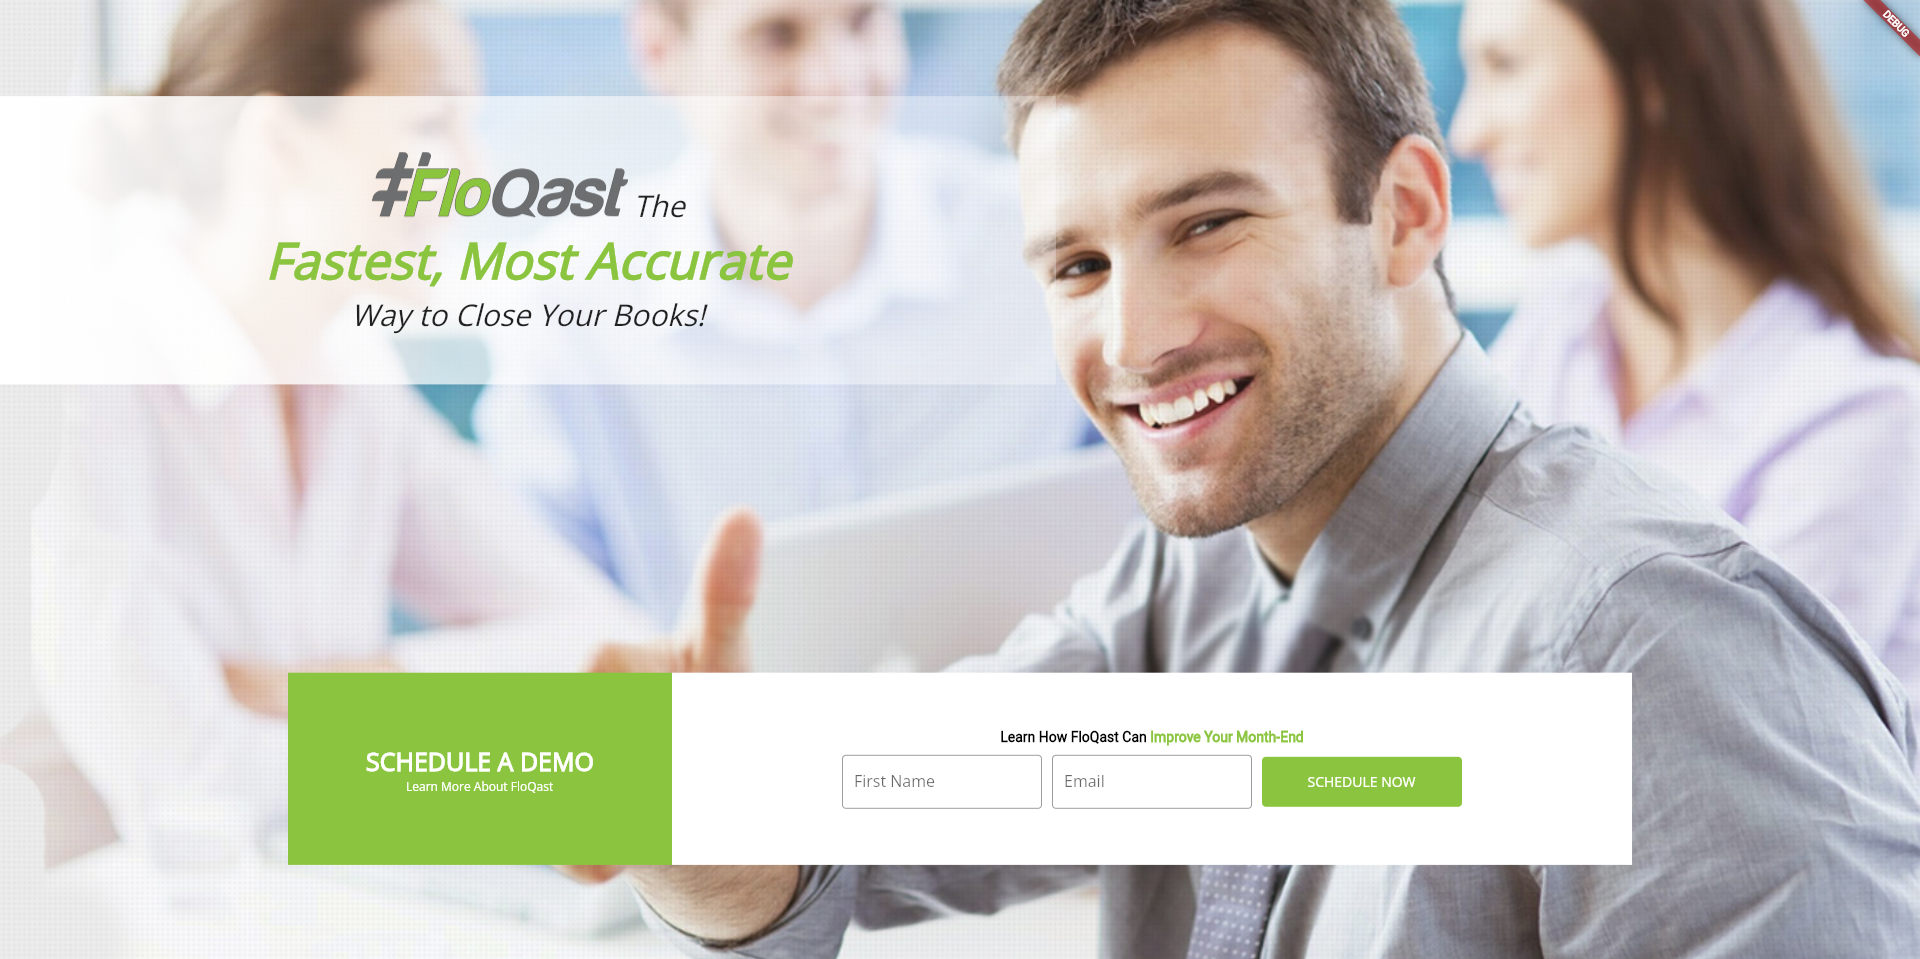 DEBUG
#FloQast The
Fastest, Most Accurate
Way to Close Your Books!
SCHEDULE A DEMO
Learn More About FloQast
Learn How FloQast Can Improve Your Month-End
First Name
Email
SCHEDULE NOW